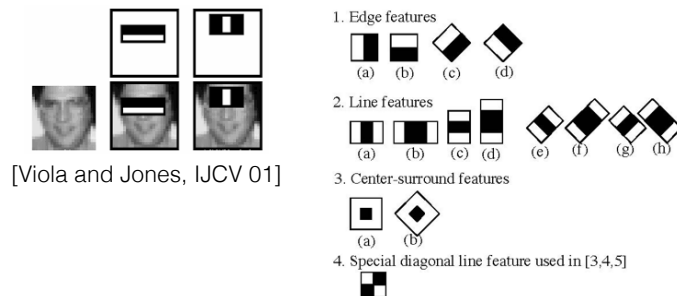 [Viola and Jones, IJCV 01]
1. Edge features
(a) (b) (c) (d)
2. Line features
(a) (b) (c) (d) (e) (f) (g) (h)
3. Center-surround features
(a) (b)
4. Special diagonal line feature used in [3,4,5]